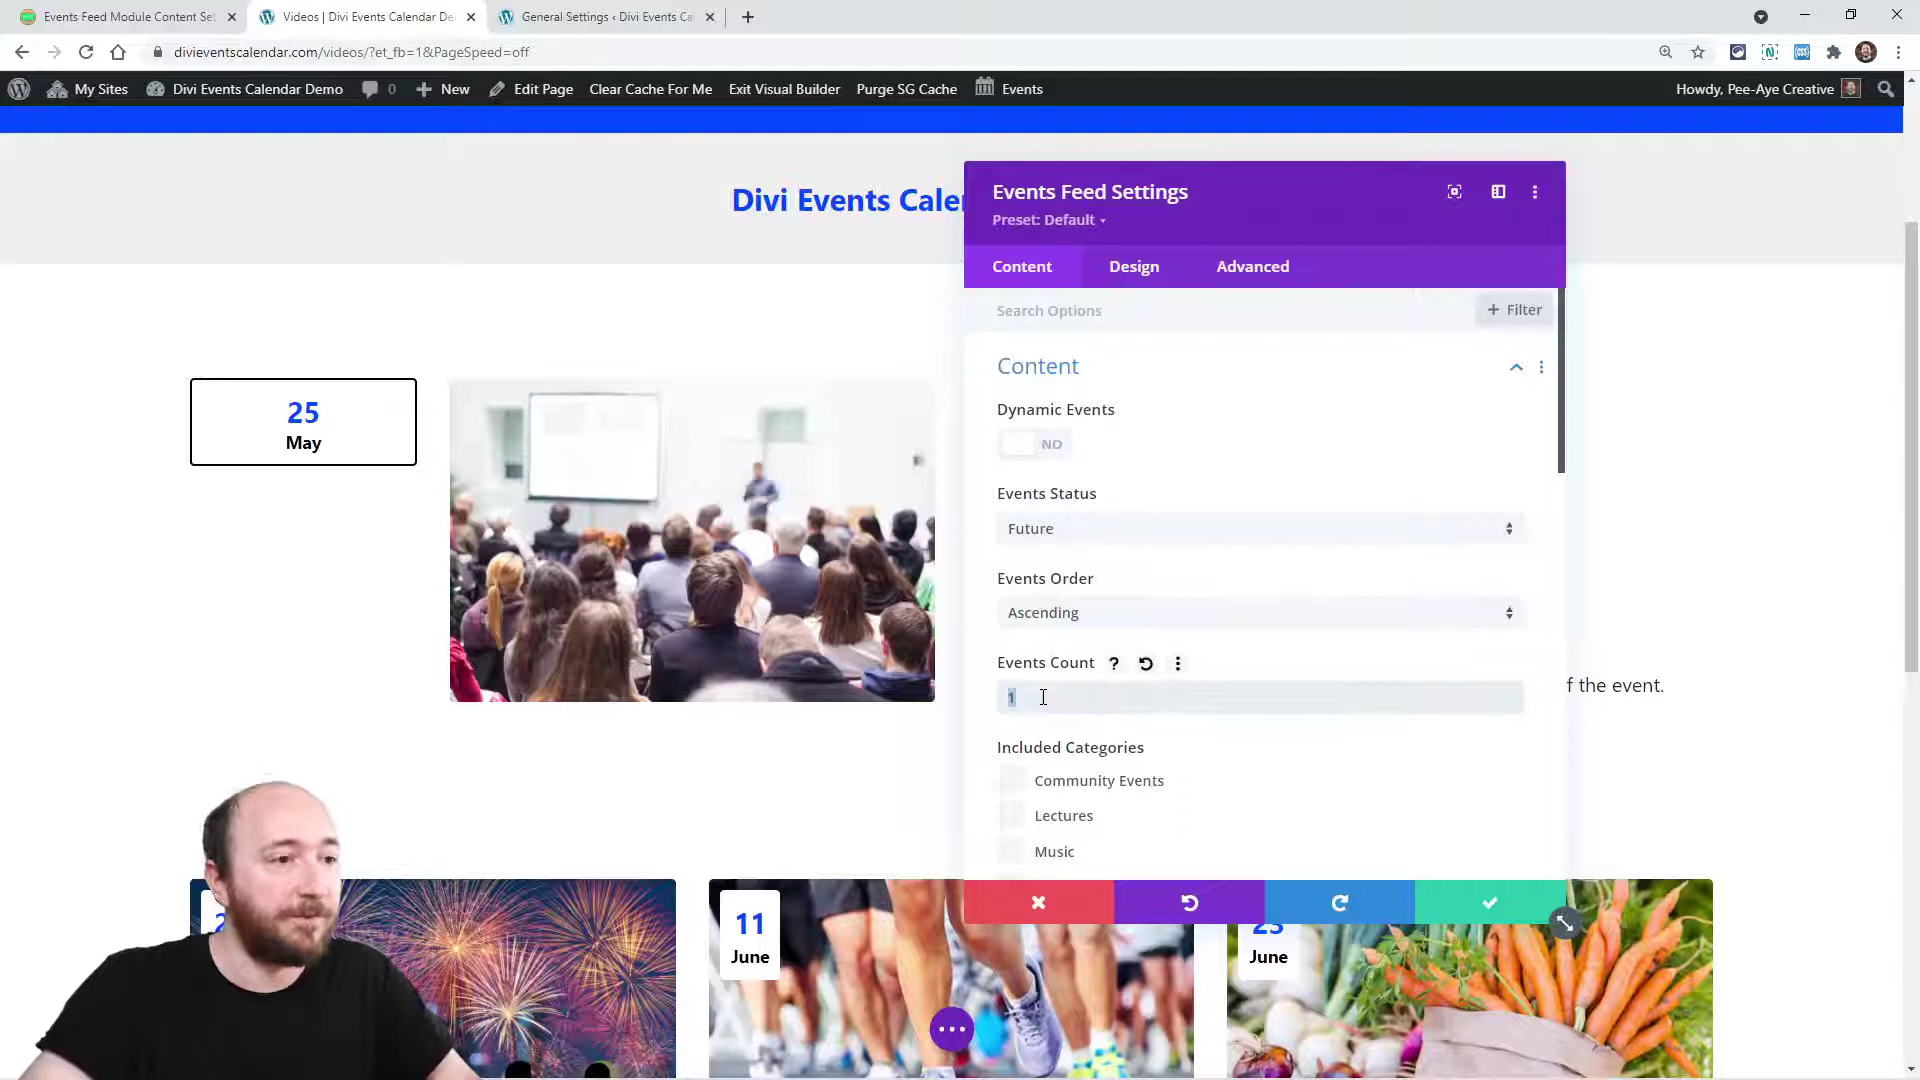 Events Feed Module Content Set
Videos | Divi Events Calendar De
General Settings ‹ Divi Events Ca
divieventscalendar.com/videos/?et_fb=1&PageSpeed=off
My Sites
Divi Events Calendar Demo
0
New
Edit Page
Clear Cache For Me
Exit Visual Builder
Purge SG Cache
Events
Howdy, Pee-Aye Creative
Divi Events Cale
Events Feed Settings
Preset: Default
Content
Design
Advanced
Search Options
+ Filter
Content
Dynamic Events
NO
Events Status
Future
Events Order
Ascending
Events Count
?
1
Included Categories
Community Events
Lectures
Music
25
May
f the event.
11
June
June